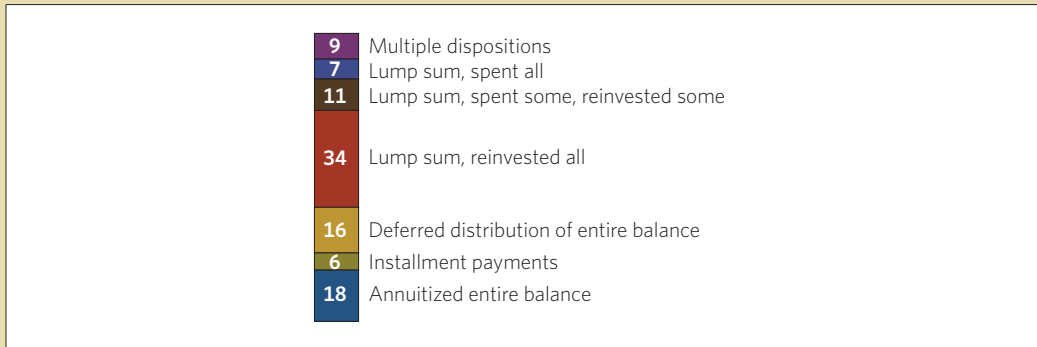 9 Multiple dispositions
7 Lump sum, spent all
11 Lump sum, spent some, reinvested some
34 Lump sum, reinvested all
16 Deferred distribution of entire balance
6 Installment payments
18 Annuitized entire balance